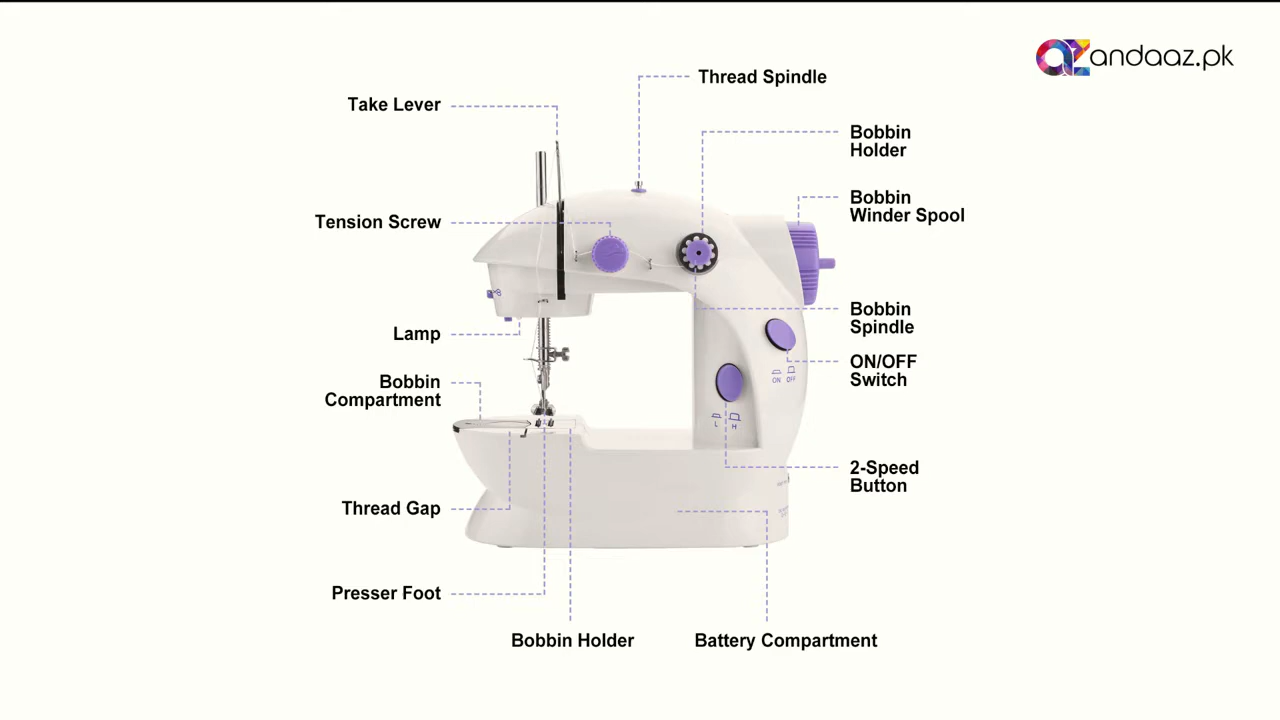 andaaz.pk
Thread Spindle
Take Lever
Bobbin
Holder
Bobbin
Winder Spool
Tension Screw
Bobbin
Spindle
Lamp
ON/OFF
Switch
ON OFF
Bobbin
Compartment
L H
2-Speed
Button
Thread Gap
Presser Foot
Bobbin Holder
Battery Compartment